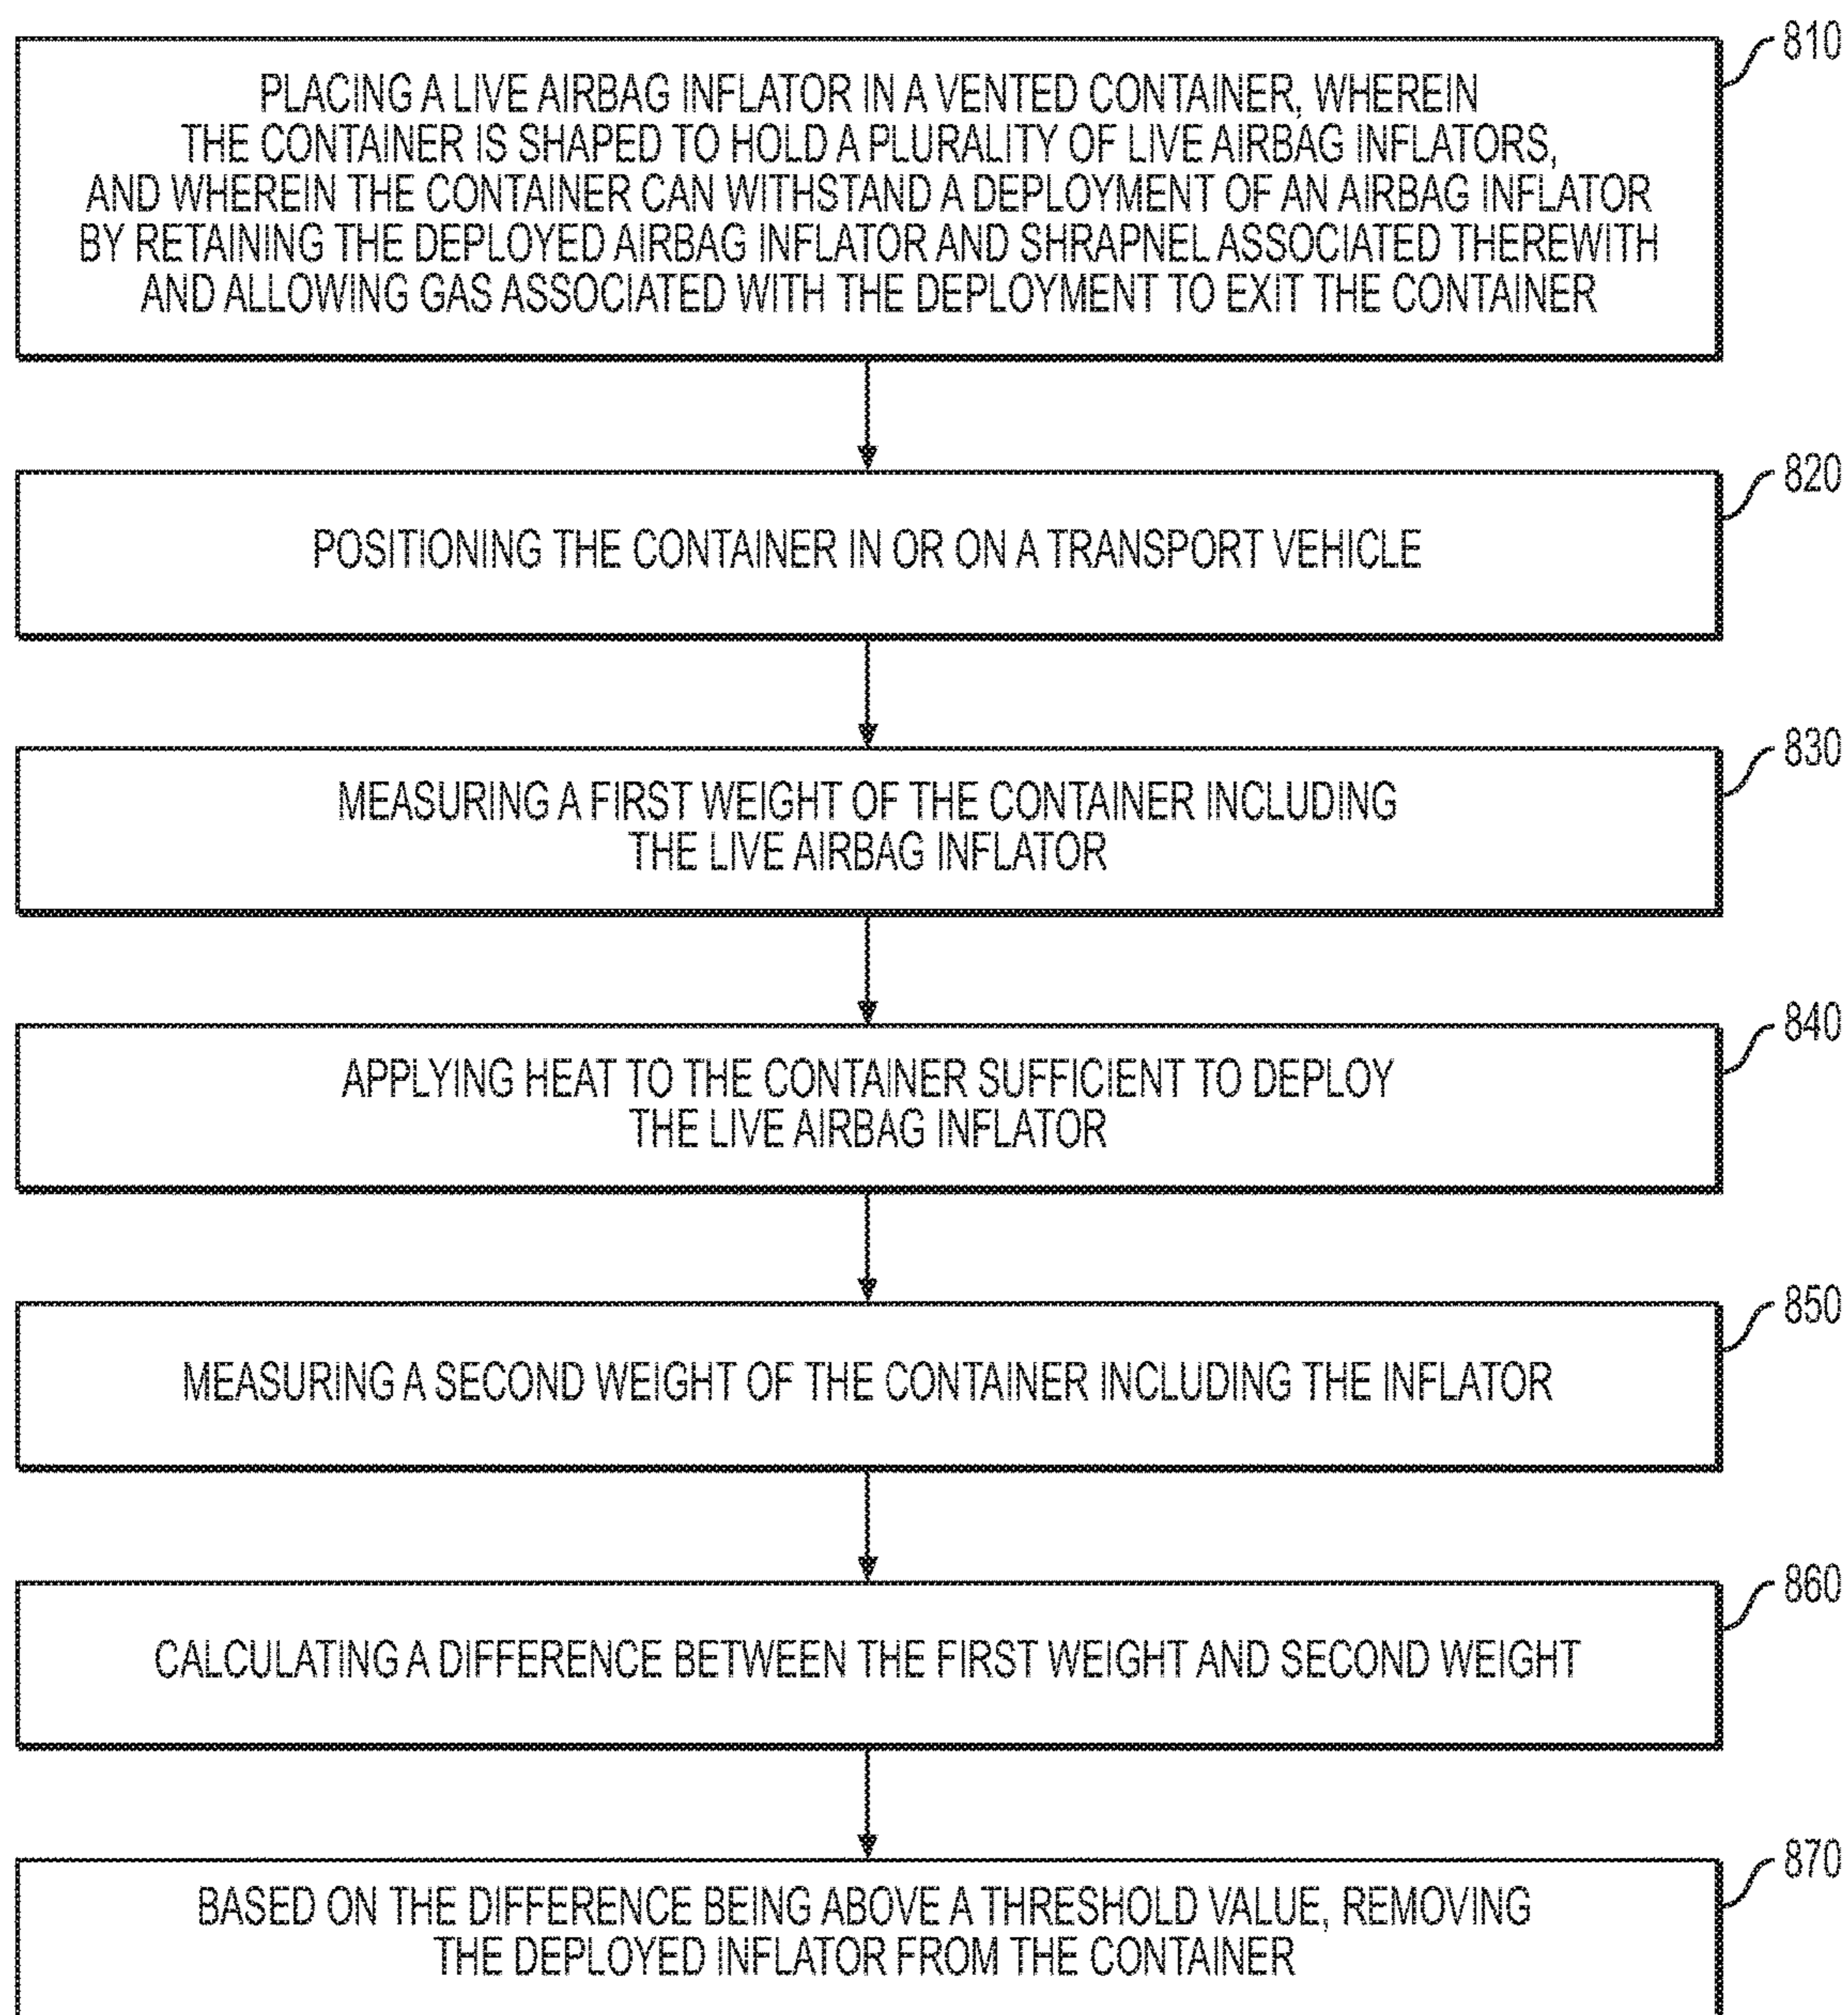 810
PLACING A LIVE AIRBAG INFLATOR IN A VENTED CONTAINER, WHEREIN
THE CONTAINER IS SHAPED TO HOLD A PLURALITY OF LIVE AIRBAG INFLATORS,
AND WHEREIN THE CONTAINER CAN WITHSTAND A DEPLOYMENT OF AN AIRBAG INFLATOR
BY RETAINING THE DEPLOYED AIRBAG INFLATOR AND SHRAPNEL ASSOCIATED THEREWITH
AND ALLOWING GAS ASSOCIATED WITH THE DEPLOYMENT TO EXIT THE CONTAINER
820
POSITIONING THE CONTAINER IN OR ON A TRANSPORT VEHICLE
830
MEASURING A FIRST WEIGHT OF THE CONTAINER INCLUDING
THE LIVE AIRBAG INFLATOR
840
APPLYING HEAT TO THE CONTAINER SUFFICIENT TO DEPLOY
THE LIVE AIRBAG INFLATOR
850
MEASURING A SECOND WEIGHT OF THE CONTAINER INCLUDING THE INFLATOR
860
CALCULATING A DIFFERENCE BETWEEN THE FIRST WEIGHT AND SECOND WEIGHT
870
BASED ON THE DIFFERENCE BEING ABOVE A THRESHOLD VALUE, REMOVING
THE DEPLOYED INFLATOR FROM THE CONTAINER